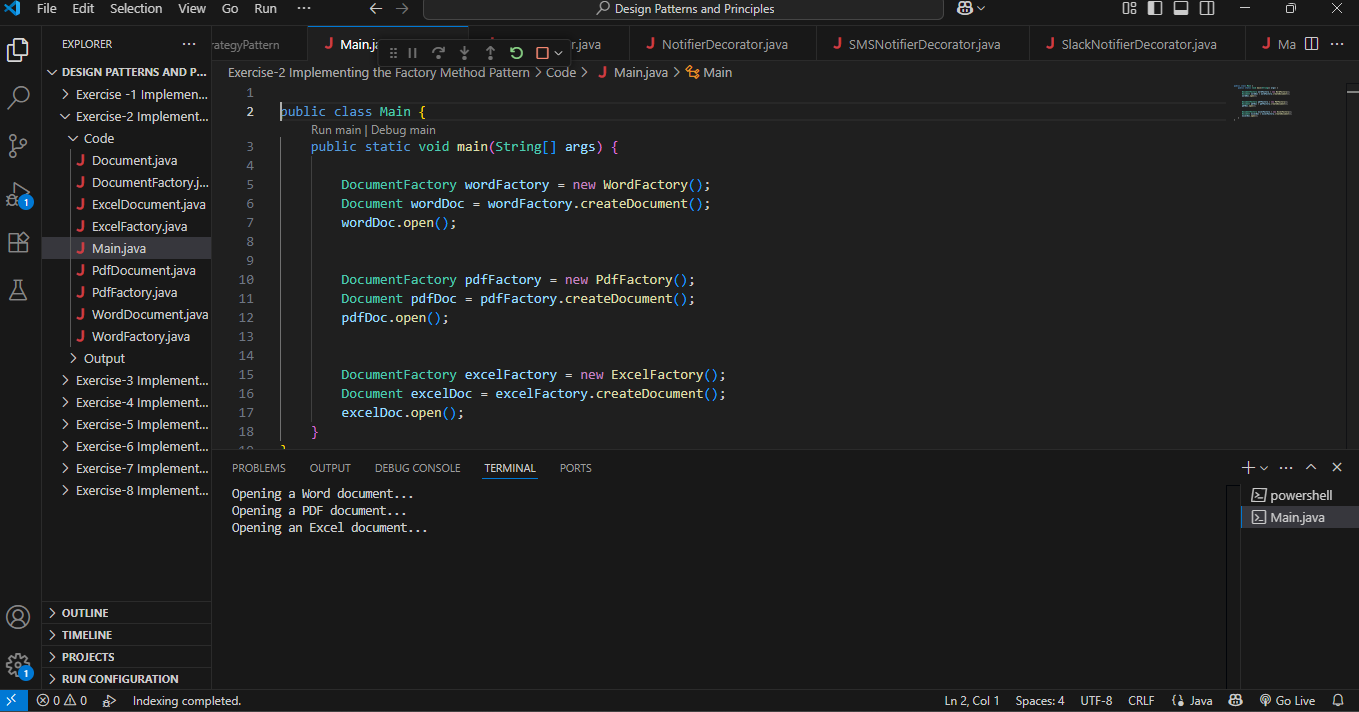 File Edit Selection View Go Run ··· Design Patterns and Principles
EXPLORER ···
DESIGN PATTERNS AND P...
Exercise -1 Implemen...
Exercise-2 Implement...
Code
Document.java
DocumentFactory.j...
ExcelDocument.java
ExcelFactory.java
Main.java
PdfDocument.java
PdfFactory.java
WordDocument.java
WordFactory.java
Output
Exercise-3 Implement...
Exercise-4 Implement...
Exercise-5 Implement...
Exercise-6 Implement...
Exercise-7 Implement...
Exercise-8 Implement...
OUTLINE
TIMELINE
PROJECTS
RUN CONFIGURATION
1
1
rategyPattern Main.ja r.java NotifierDecorator.java SMSNotifierDecorator.java SlackNotifierDecorator.java Ma ···
Exercise-2 Implementing the Factory Method Pattern > Code > Main.java > Main
1
2 public class Main {
Run main | Debug main
3 public static void main(String[] args) {
4
5 DocumentFactory wordFactory = new WordFactory();
6 Document wordDoc = wordFactory.createDocument();
7 wordDoc.open();
8
9
10 DocumentFactory pdfFactory = new PdfFactory();
11 Document pdfDoc = pdfFactory.createDocument();
12 pdfDoc.open();
13
14
15 DocumentFactory excelFactory = new ExcelFactory();
16 Document excelDoc = excelFactory.createDocument();
17 excelDoc.open();
18 }
PROBLEMS OUTPUT DEBUG CONSOLE TERMINAL PORTS
Opening a Word document...
Opening a PDF document...
Opening an Excel document...
powershell
Main.java
0 0 Indexing completed. Ln 2, Col 1 Spaces: 4 UTF-8 CRLF Java Go Live